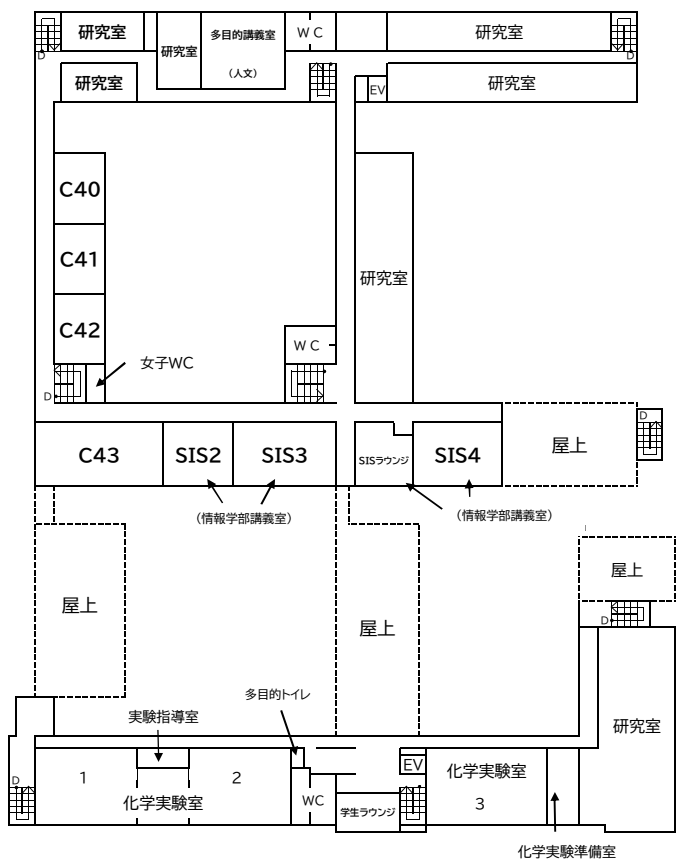 研究室
多目的講義室
WC
研究室
研究室
(人文)
D
D
研究室
EV
研究室
C40
C41
研究室
C42
WC
女子WC
D
D
C43
SIS2
SIS3
SISラウンジ
SIS4
屋上
(情報学部講義室)
(情報学部講義室)
屋上
屋上
屋上
D
多目的トイレ
実験指導室
研究室
EV
1
2
化学実験室
D
化学実験室
WC
学生ラウンジ
3
化学実験準備室